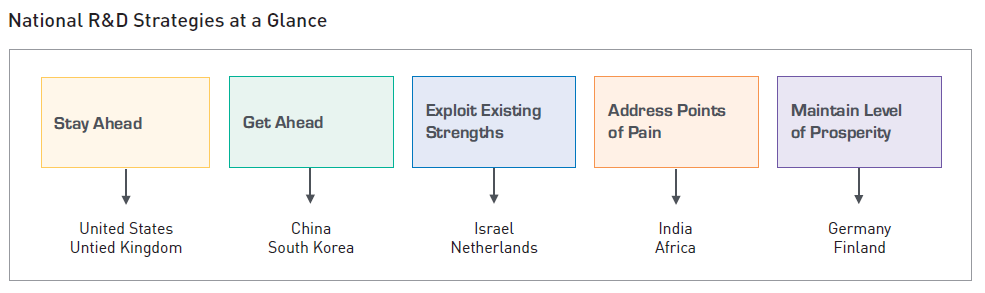 National R&D Strategies at a Glance
Stay Ahead
Get Ahead
Exploit Existing
Strengths
Address Points
of Pain
Maintain Level
of Prosperity
United States
Untied Kingdom
China
South Korea
Israel
Netherlands
India
Africa
Germany
Finland